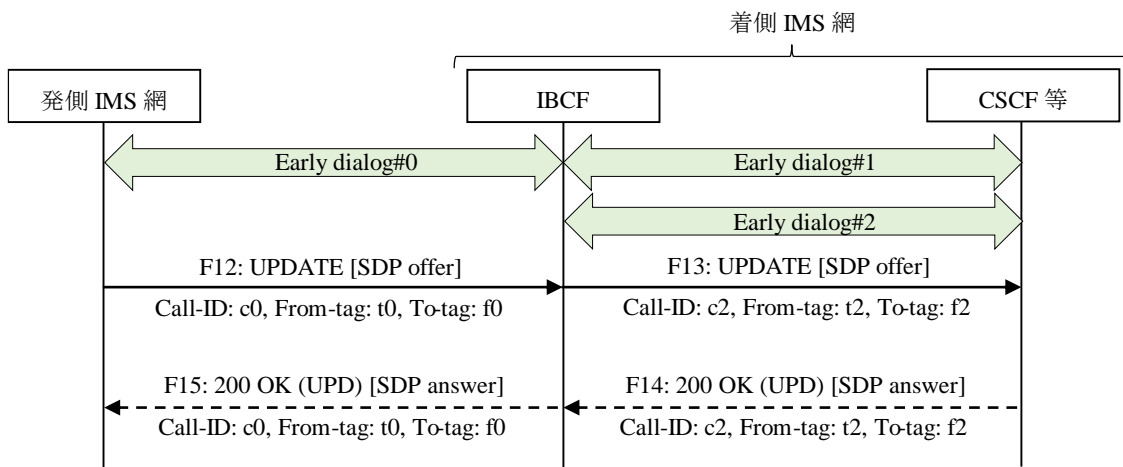 着側 IMS 網
発側 IMS 網
IBCF
CSCF 等
Early dialog#0
Early dialog#1
Early dialog#2
F12: UPDATE [SDP offer]
F13: UPDATE [SDP offer]
Call-ID: c0, From-tag: t0, To-tag: f0
Call-ID: c2, From-tag: t2, To-tag: f2
F15: 200 OK (UPD) [SDP answer]
F14: 200 OK (UPD) [SDP answer]
Call-ID: c0, From-tag: t0, To-tag: f0
Call-ID: c2, From-tag: t2, To-tag: f2